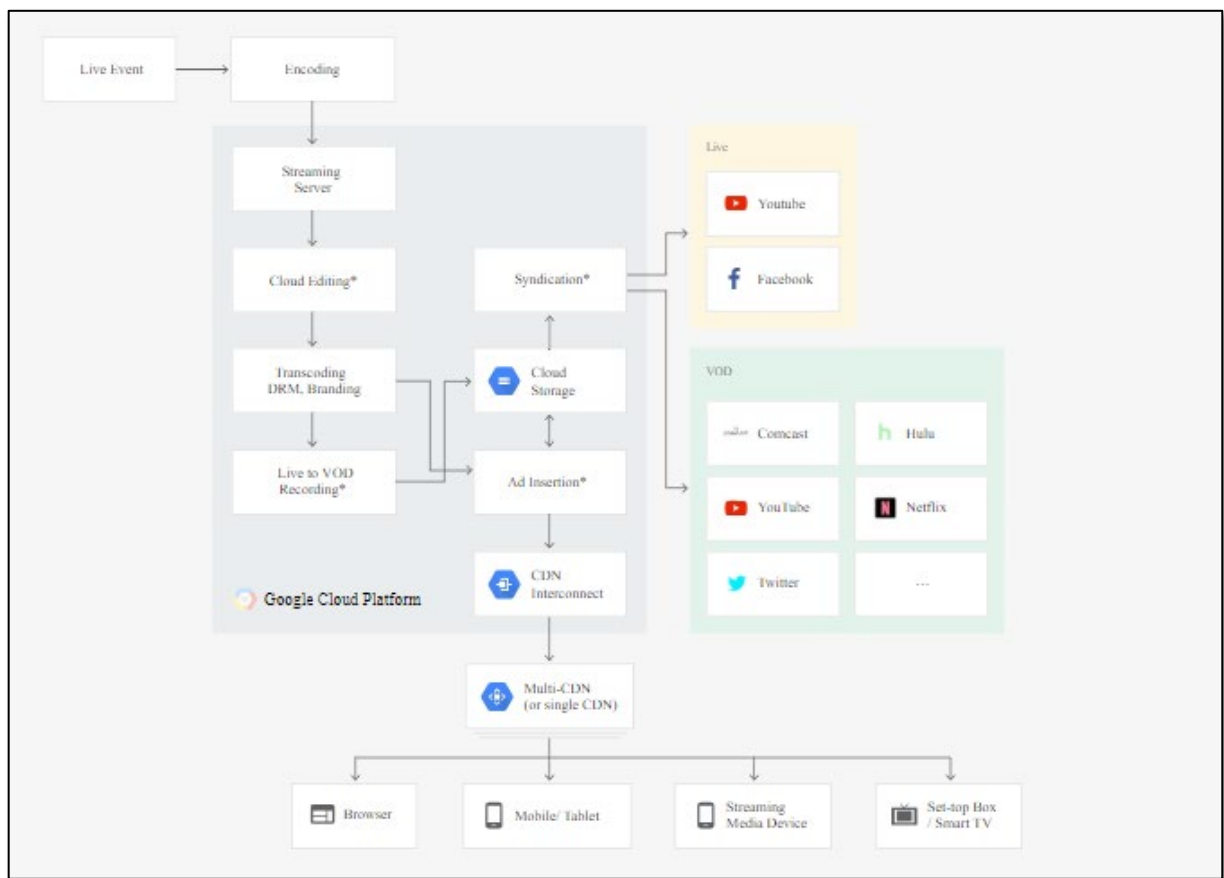 Live Event
Encoding
Streaming
Server
Cloud Editing*
Transcoding
DRM, Branding
Live to VOD
Recording*
Syndication*
Cloud
Storage
Ad Insertion*
CDN
Interconnect
Google Cloud Platform
Live
Youtube
Facebook
VOD
Comcast
Hulu
YouTube
Netflix
Twitter
...
Multi-CDN
(or single CDN)
Browser
Mobile/ Tablet
Streaming
Media Device
Set-top Box
/ Smart TV